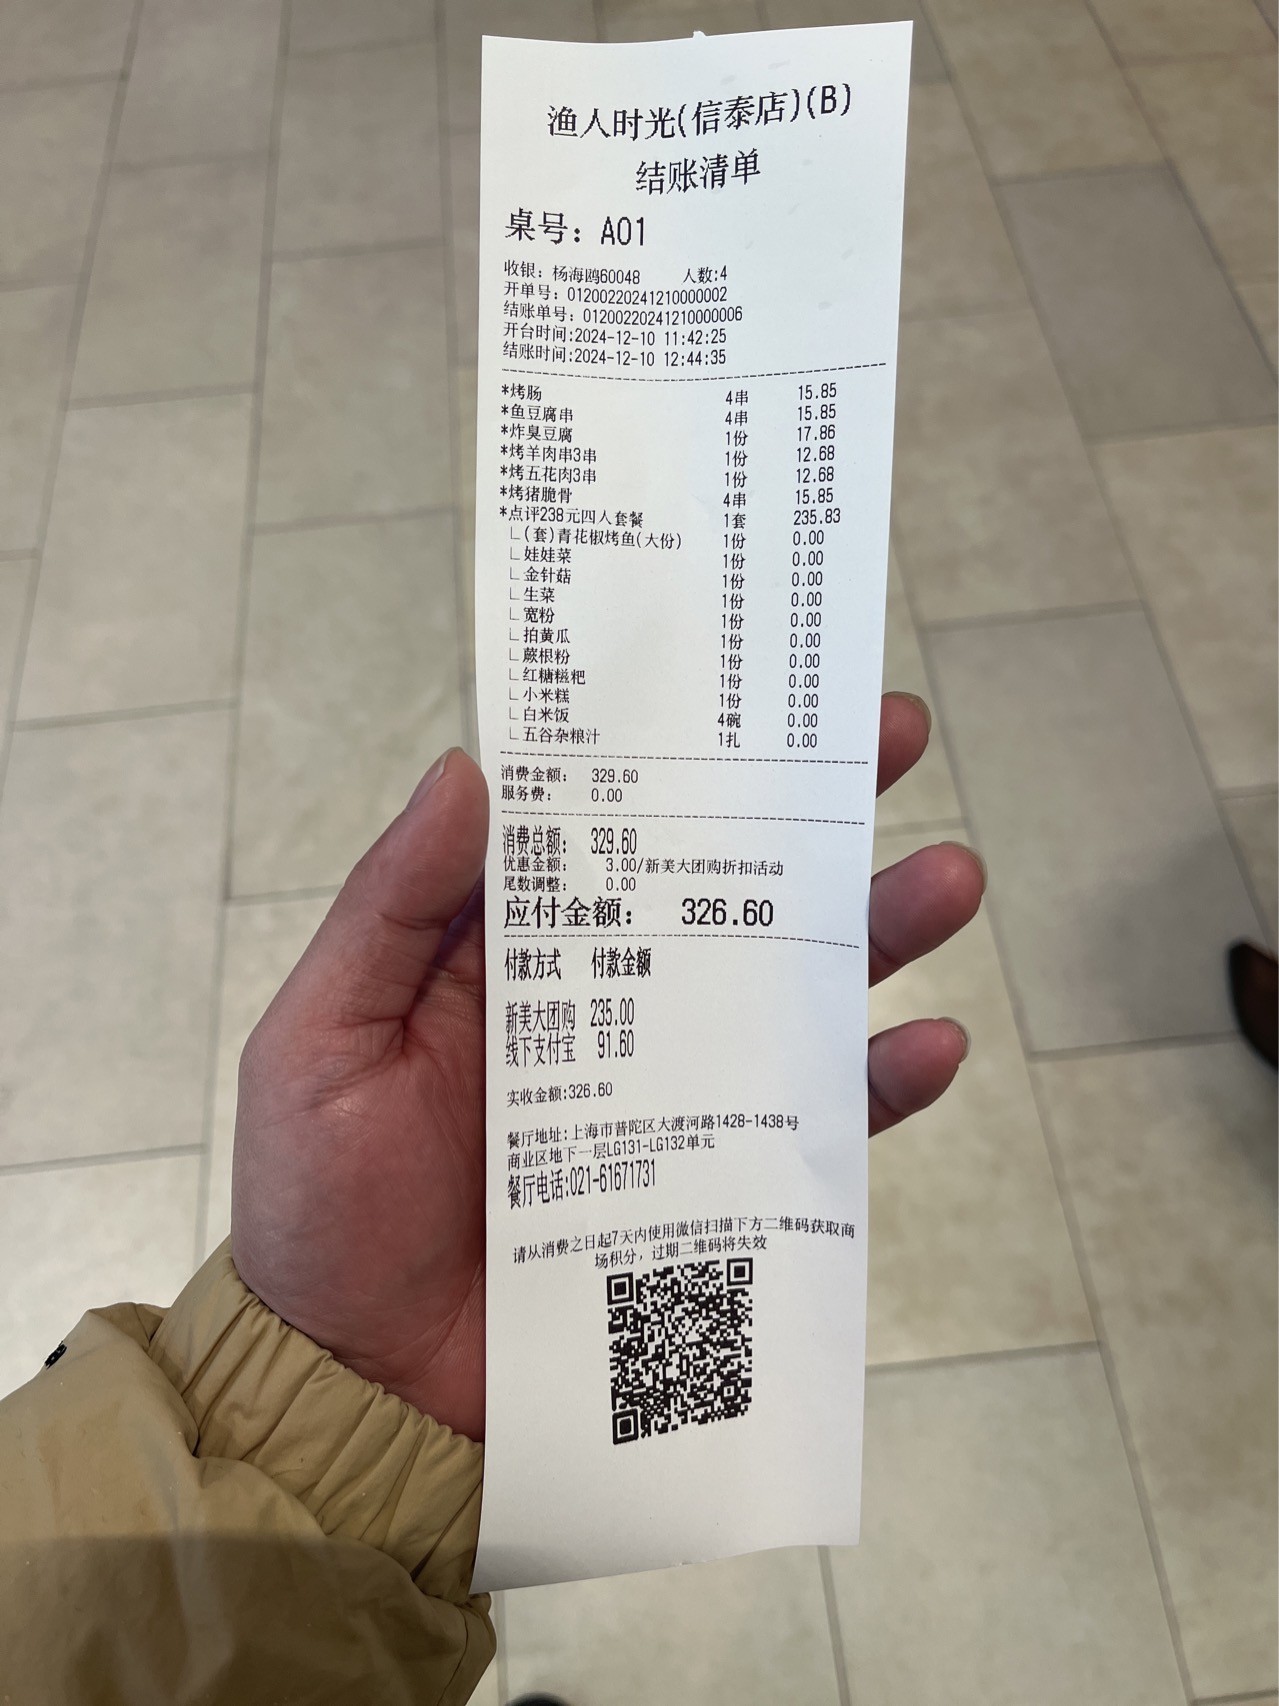 渔人时光(信泰店)(B)
结账清单
桌号：A01
收银：杨海鸥60048 人数:4
开单号：01200220241210000002
结账单号：01200220241210000006
开台时间:2024-12-10 11:42:25
结账时间:2024-12-10 12:44:35
*烤肠 4串 15.85
*鱼豆腐串 4串 15.85
*炸臭豆腐 1份 17.86
*烤羊肉串3串 1份 12.68
*烤五花肉3串 1份 12.68
*烤猪脆骨 4串 15.85
*点评238元四人套餐 1套 235.83
└(套)青花椒烤鱼(大份) 1份 0.00
└娃娃菜 1份 0.00
└金针菇 1份 0.00
└生菜 1份 0.00
└宽粉 1份 0.00
└拍黄瓜 1份 0.00
└蕨根粉 1份 0.00
└红糖糍粑 1份 0.00
└小米糕 1份 0.00
└白米饭 4碗 0.00
└五谷杂粮汁 1扎 0.00
消费金额： 329.60
服务费： 0.00
消费总额： 329.60
优惠金额： 3.00/新美大团购折扣活动
尾数调整： 0.00
应付金额： 326.60
付款方式 付款金额
新美大团购 235.00
线下支付宝 91.60
实收金额:326.60
餐厅地址:上海市普陀区大渡河路1428-1438号
商业区地下一层LG131-LG132单元
餐厅电话:021-61671731
请从消费之日起7天内使用微信扫描下方二维码获取商
场积分，过期二维码将失效